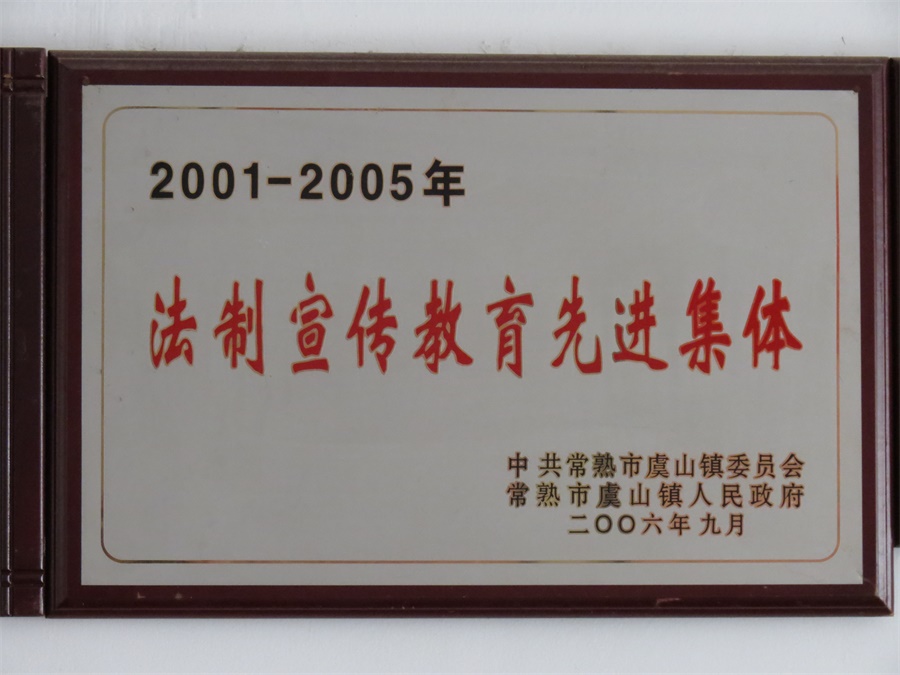 2001-2005年
法制宣传教育先进集体
中共常熟市虞山镇委员会
常熟市虞山镇人民政府
二〇〇六年九月